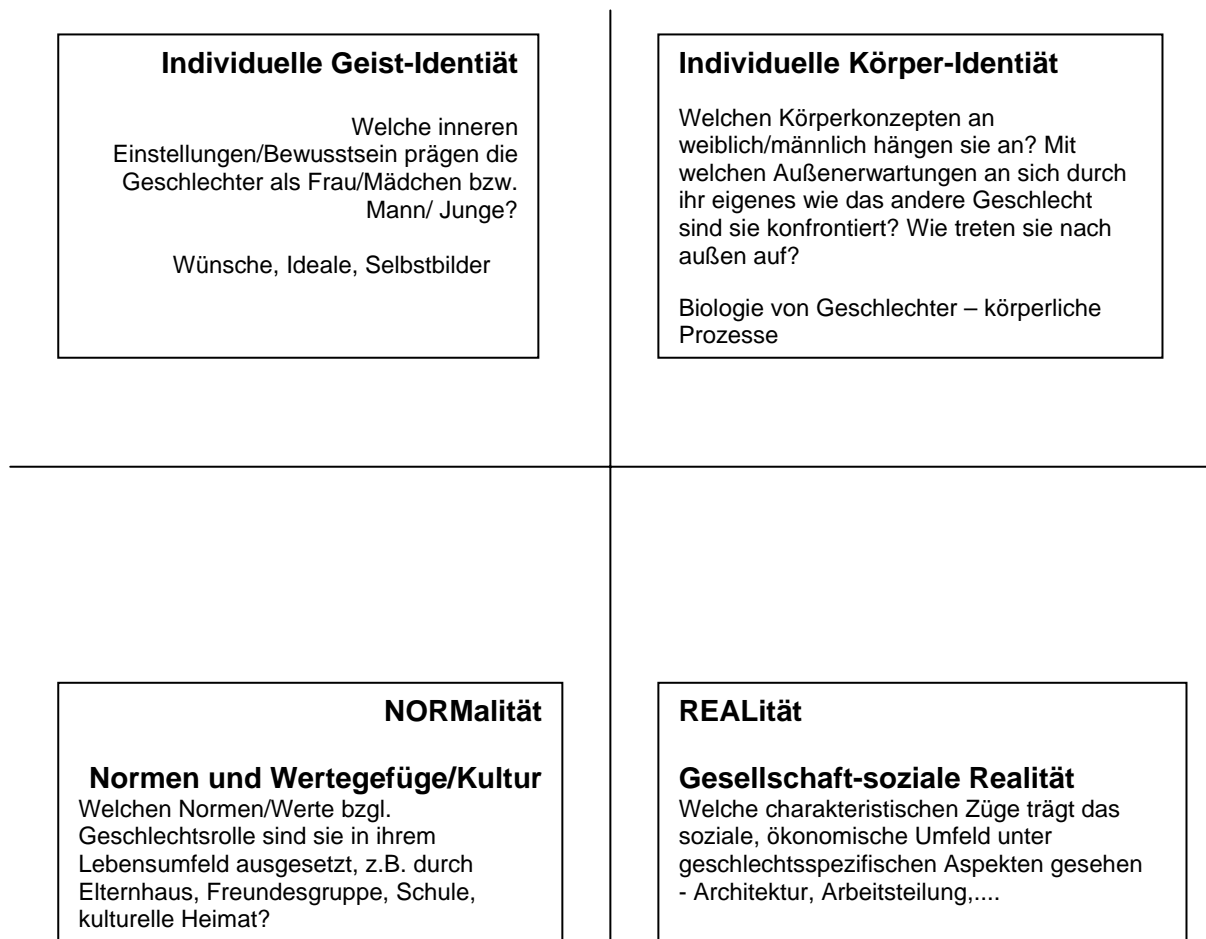 Individuelle Geist-Identiät
Welche inneren
Einstellungen/Bewusstsein prägen die
Geschlechter als Frau/Mädchen bzw.
Mann/ Junge?
Wünsche, Ideale, Selbstbilder
Individuelle Körper-Identiät
Welchen Körperkonzepten an
weiblich/männlich hängen sie an? Mit
welchen Außenerwartungen an sich durch
ihr eigenes wie das andere Geschlecht
sind sie konfrontiert? Wie treten sie nach
außen auf?
Biologie von Geschlechter – körperliche
Prozesse
NORMalität
Normen und Wertegefüge/Kultur
Welchen Normen/Werte bzgl.
Geschlechtsrolle sind sie in ihrem
Lebensumfeld ausgesetzt, z.B. durch
Elternhaus, Freundesgruppe, Schule,
kulturelle Heimat?
REALität
Gesellschaft-soziale Realität
Welche charakteristischen Züge trägt das
soziale, ökonomische Umfeld unter
geschlechtsspezifischen Aspekten gesehen
- Architektur, Arbeitsteilung,....